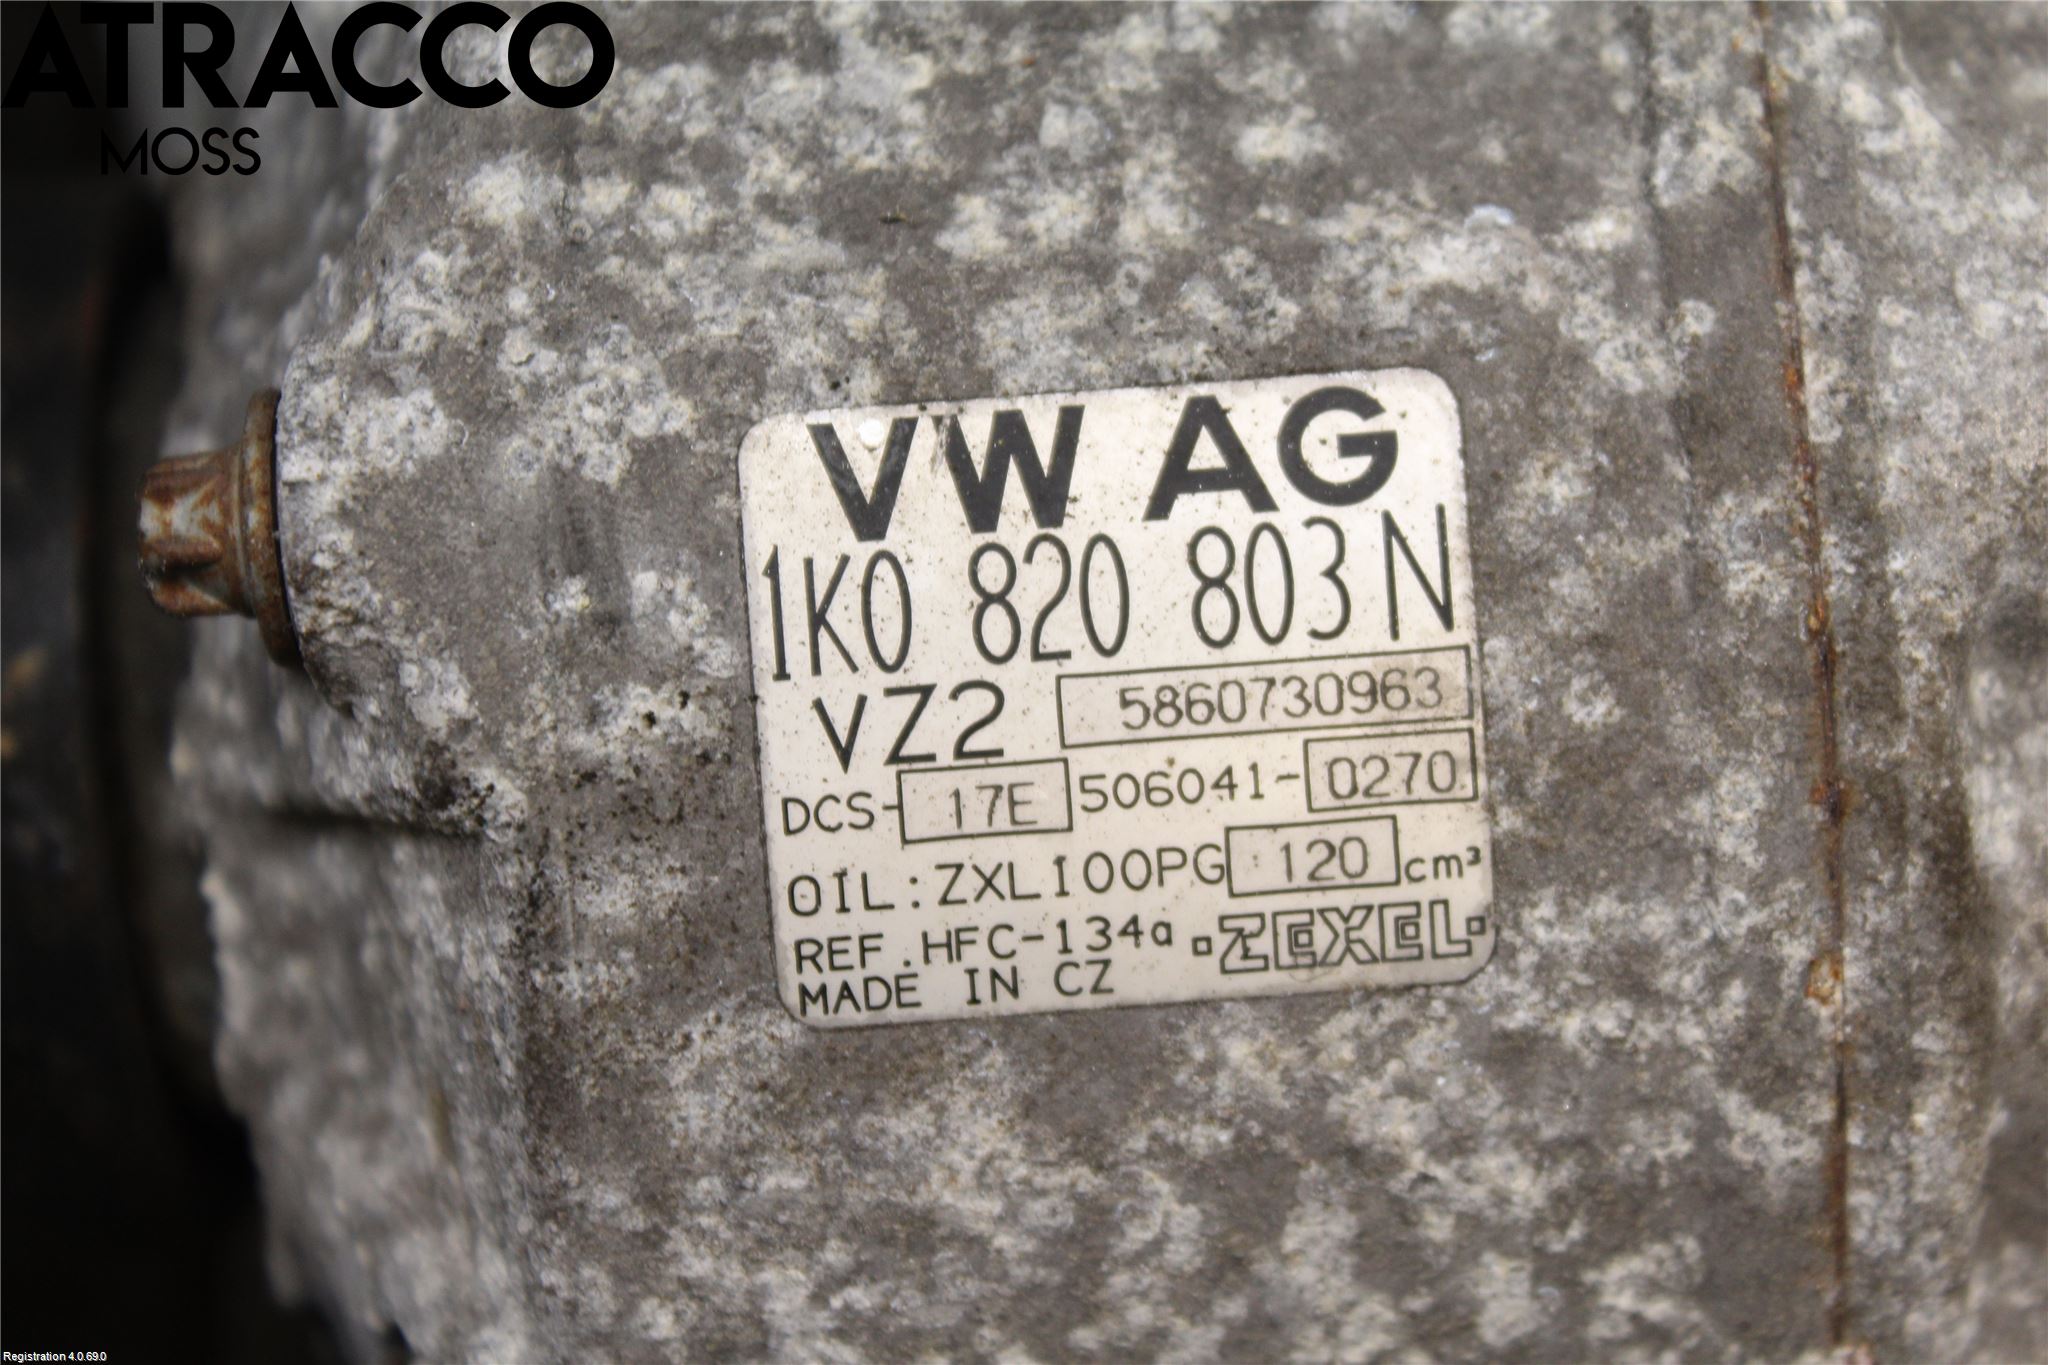 ATRACCO
MOSS
VW AG
1K0 820 803 N
VZ2 5860730963
DCS-17E 506041-0270
OIL:ZXL100PG 120 cm³
REF.HFC-134a ZEXEL
MADE IN CZ
Registration 4.0.69.0